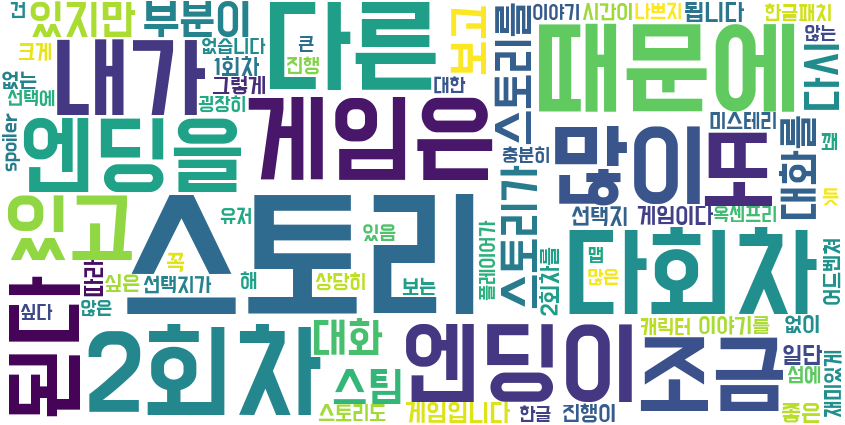 건
있지만
부분이
다른
이야기
시간이
나쁘지
됩니다
한글패치
크게
내가
없습니다
큰
1회차
진행
보고
스토리를
때문에
않는
다시
없는
선택에
그렇게
굉장히
대한
게임은
spoiler
엔딩을
미스테리
충분히
많이
또
대화를
꽤
있고
스토리
유저
있음
스토리가
선택지
게임이다
옥센프리
듯
된다
따라
꼭
싶은
선택지가
해
상당히
보는
플레이어가
2회차를
맵
많은
다회차
어드벤쳐
싶다
않은
2회차
대화
스팀
엔딩이
조금
캐릭터
이야기를
없이
일단
섬에
재미있게
스토리도
게임입니다
한글
진행이
좋은